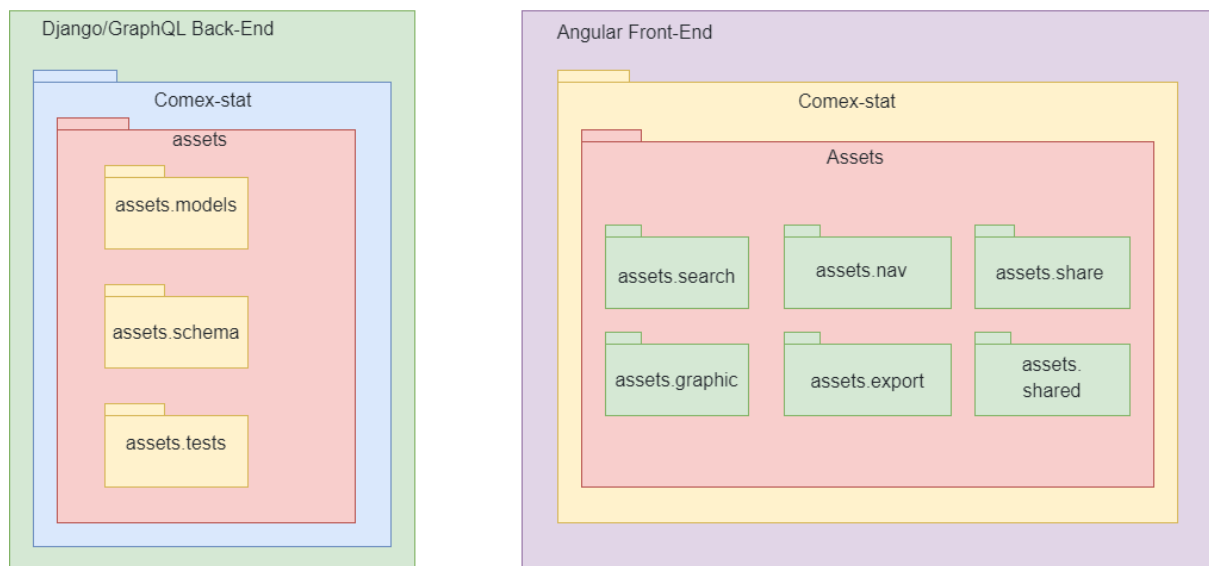 Django/GraphQL Back-End
Comex-stat
assets
assets.models
assets.schema
assets.tests
Angular Front-End
Comex-stat
Assets
assets.search
assets.nav
assets.share
assets.graphic
assets.export
assets.
shared